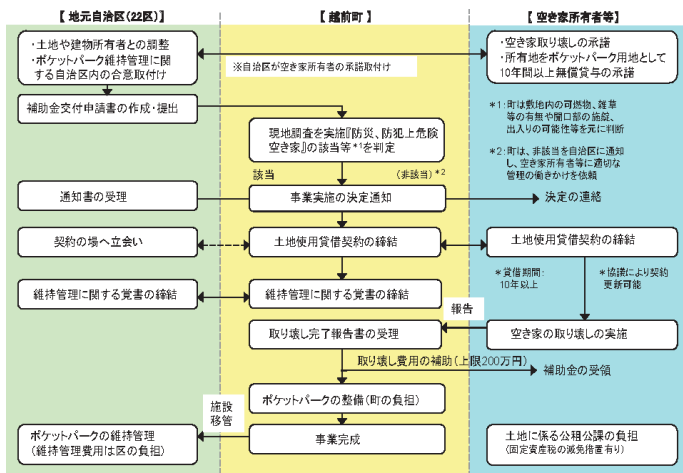 【 地元自治区(22区) 】
・土地や建物所有者との調整
・ポケットパーク維持管理に関
する自治区内の合意取付け
補助金交付申請書の作成・提出
通知書の受理
契約の場へ立会い
維持管理に関する覚書の締結
施設
移管
ポケットパークの維持管理
(維持管理費用は区の負担)
【 越前町 】
※自治区が空き家所有者の承諾取付け
現地調査を実施『防災、防犯上危険
空き家』の該当等*1を判定
該当
(非該当)*2
事業実施の決定通知
土地使用貸借契約の締結
維持管理に関する覚書の締結
取り壊し完了報告書の受理
取り壊し費用の補助(上限200万円)
ポケットパークの整備(町の負担)
事業完成
【 空き家所有者等 】
・空き家取り壊しの承諾
・所有地をポケットパーク用地として
10年間以上無償貸与の承諾
*1:町は敷地内の可燃物、雑草
等の有無や開口部の施錠、
出入りの可能性等を元に判断
*2:町は、非該当を自治区に通知
し、空き家所有者等に適切な
管理の働きかけを依頼
決定の連絡
土地使用貸借契約の締結
*貸借期間:
10年以上
*協議により契約
更新可能
報告
空き家の取り壊しの実施
補助金の受領
土地に係る公租公課の負担
(固定資産税の減免措置有り)